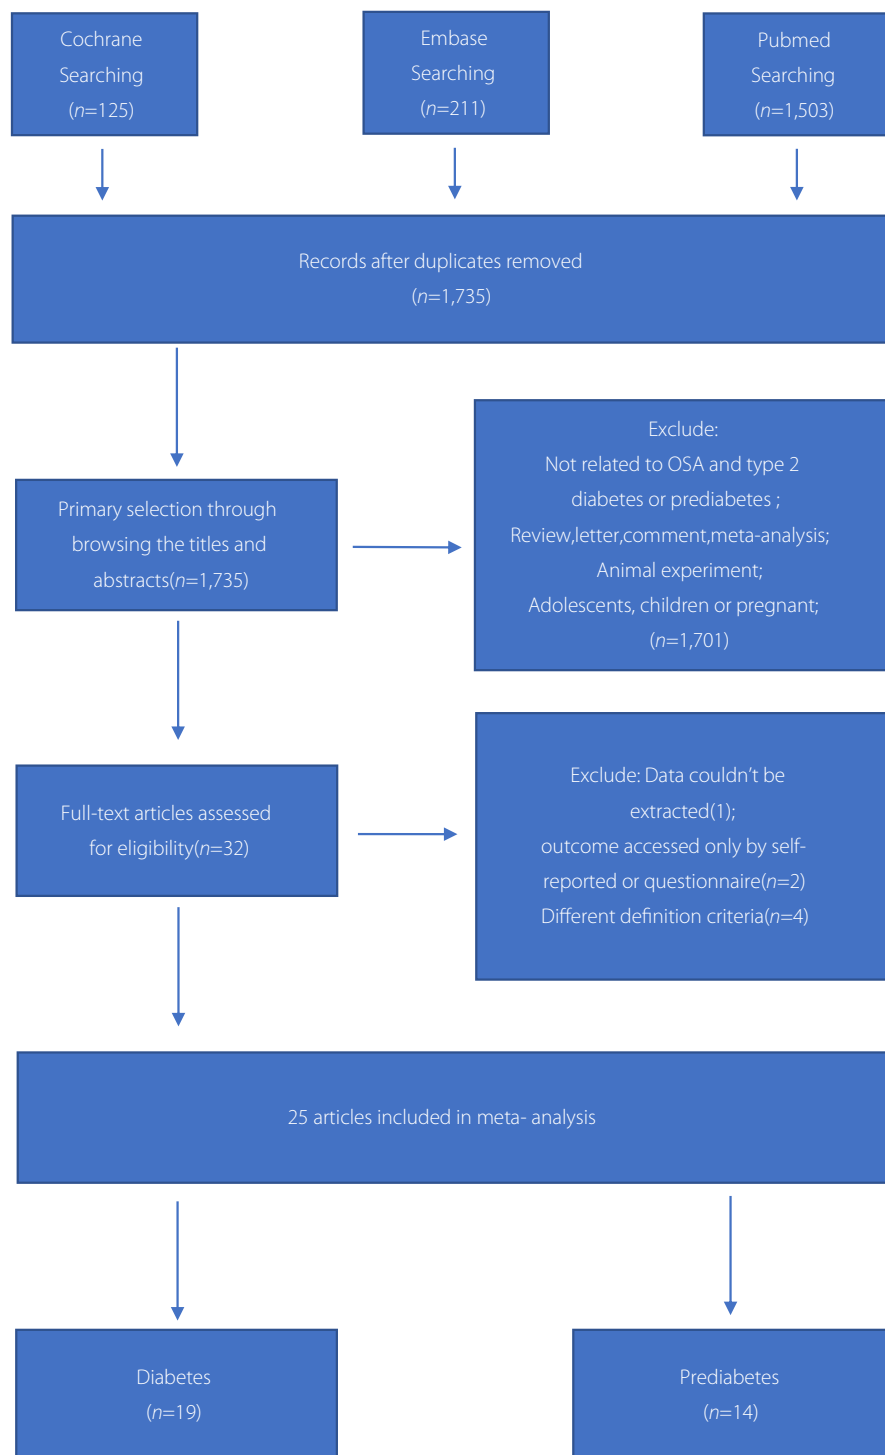 Cochrane
Searching
(n=125)
Embase
Searching
(n=211)
Pubmed
Searching
(n=1,503)
Records after duplicates removed
(n=1,735)
Primary selection through
browsing the titles and
abstracts(n=1,735)
Exclude:
Not related to OSA and type 2
diabetes or prediabetes ;
Review,letter,comment,meta-analysis;
Animal experiment;
Adolescents, children or pregnant;
(n=1,701)
Full-text articles assessed
for eligibility(n=32)
Exclude: Data couldn’t be
extracted(1);
outcome accessed only by self-
reported or questionnaire(n=2)
Different definition criteria(n=4)
25 articles included in meta- analysis
Diabetes
(n=19)
Prediabetes
(n=14)